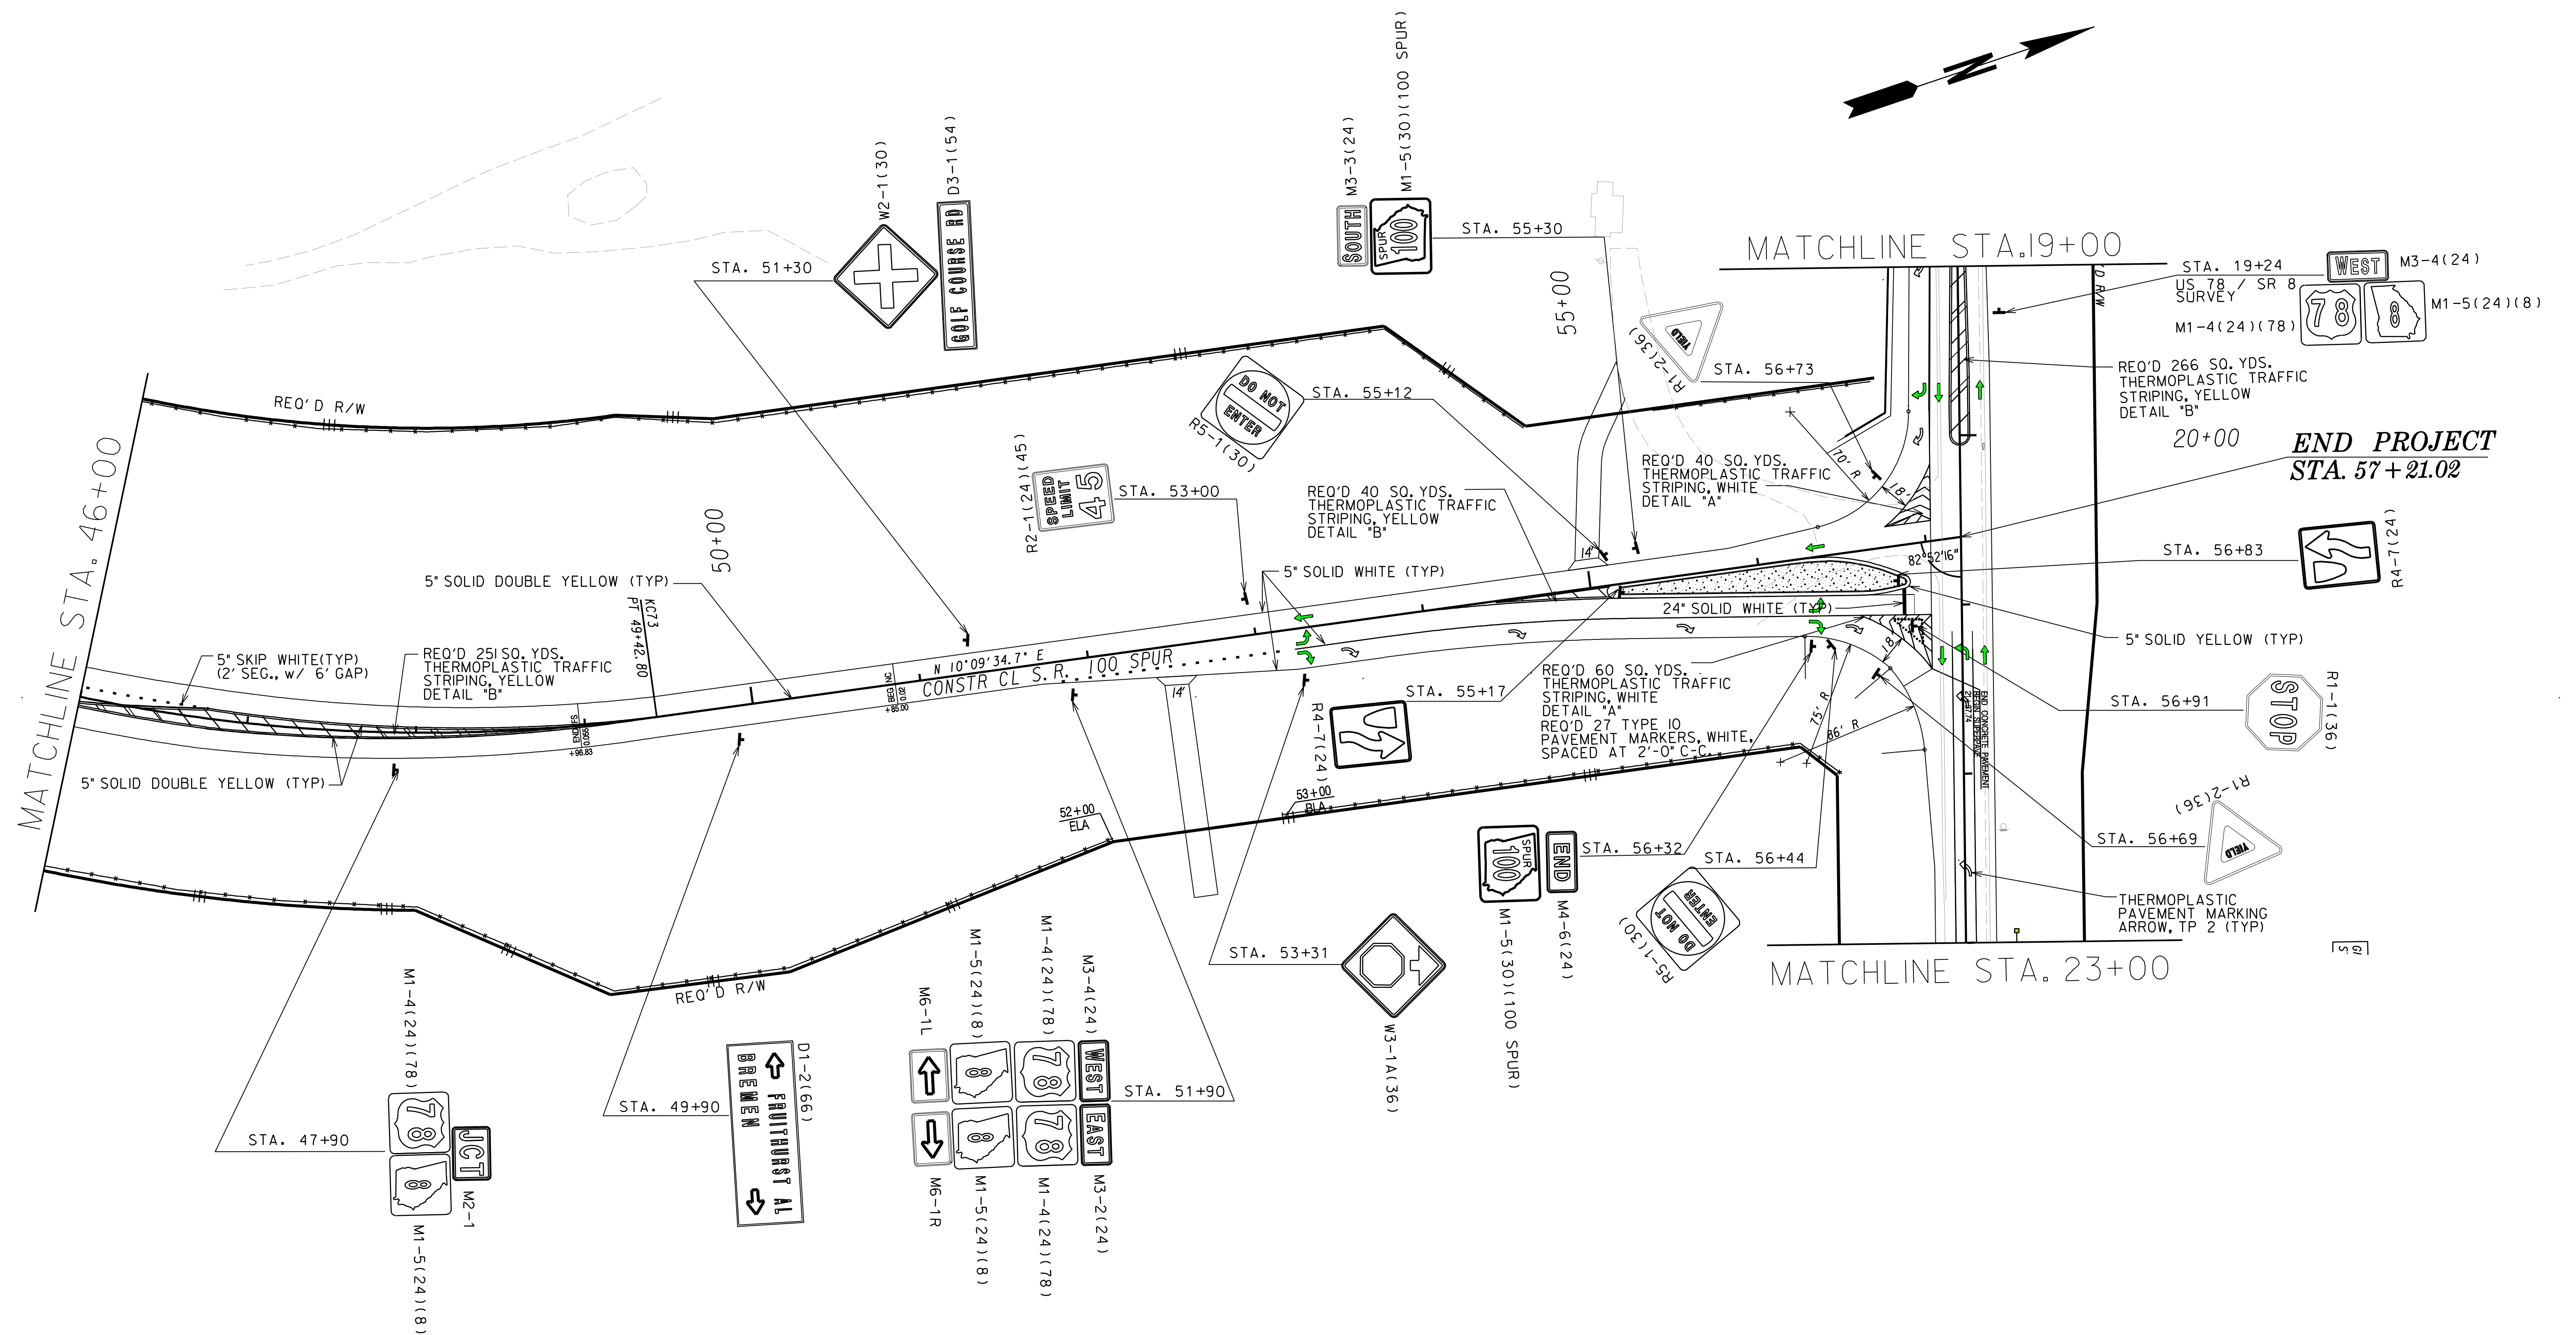 N
M1-5(30)(100 SPUR)
M3-3(24)
SOUTH
SPUR
100
STA. 55+30
W2-1(30)
D3-1(54)
GOLF COURSE RD
STA. 51+30
55+00
MATCHLINE STA.19+00
REQ'D R/W
STA. 19+24
US 78 / SR 8
SURVEY
WEST
M3-4(24)
78
8
M1-5(24)(8)
M1-4(24)(78)
YIELD
R1-2(36)
STA. 56+73
REQ'D 266 SQ. YDS.
THERMOPLASTIC TRAFFIC
STRIPING, YELLOW
DETAIL "B"
20+00
END PROJECT
STA. 57+21.02
DO NOT
ENTER
R5-1(30)
STA. 55+12
MATCHLINE STA. 46+00
R2-1(24)(45)
SPEED
LIMIT
45
STA. 53+00
REQ'D 40 SQ. YDS.
THERMOPLASTIC TRAFFIC
STRIPING, YELLOW
DETAIL "B"
REQ'D 40 SQ. YDS.
THERMOPLASTIC TRAFFIC
STRIPING, WHITE
DETAIL "A"
70' R
18'
50+00
14'
82°52'16"
STA. 56+83
R4-7(24)
5" SOLID DOUBLE YELLOW (TYP)
5" SOLID WHITE (TYP)
24" SOLID WHITE (TYP)
5" SOLID YELLOW (TYP)
KC73
PT 49+42.80
5" SKIP WHITE(TYP)
(2' SEG., w/ 6' GAP)
REQ'D 251 SQ. YDS.
THERMOPLASTIC TRAFFIC
STRIPING, YELLOW
DETAIL "B"
N 10°09'34.7" E
CONSTR CL S.R. 100 SPUR
BEG NC
0.02
+85.00
END FS
0.055
+96.83
14'
STA. 55+17
R4-7(24)
REQ'D 60 SQ. YDS.
THERMOPLASTIC TRAFFIC
STRIPING, WHITE
DETAIL "A"
REQ'D 27 TYPE 10
PAVEMENT MARKERS, WHITE,
SPACED AT 2'-0" C-C.
18'
75' R
86' R
END CONCRETE PAVEMENT
STA. 56+91
STOP
R1-1(36)
5" SOLID DOUBLE YELLOW (TYP)
52+00
ELA
53+00
BLA
STA. 56+32
STA. 56+44
STA. 56+69
R1-2(36)
YIELD
SPUR
100
END
M1-5(30)(100 SPUR)
M4-6(24)
DO NOT
ENTER
R5-1(30)
THERMOPLASTIC
PAVEMENT MARKING
ARROW, TP 2 (TYP)
MATCHLINE STA. 23+00
REQ'D R/W
STA. 53+31
W3-1A(36)
M6-1L
M1-5(24)(8)
M1-4(24)(78)
M3-4(24)
8
78
WEST
8
78
EAST
M6-1R
M1-5(24)(8)
M1-4(24)(78)
M3-2(24)
STA. 51+90
STA. 49+90
D1-2(66)
FRUITHURST AL
BREMEN
STA. 47+90
M1-4(24)(78)
78
8
JCT
M2-1
M1-5(24)(8)